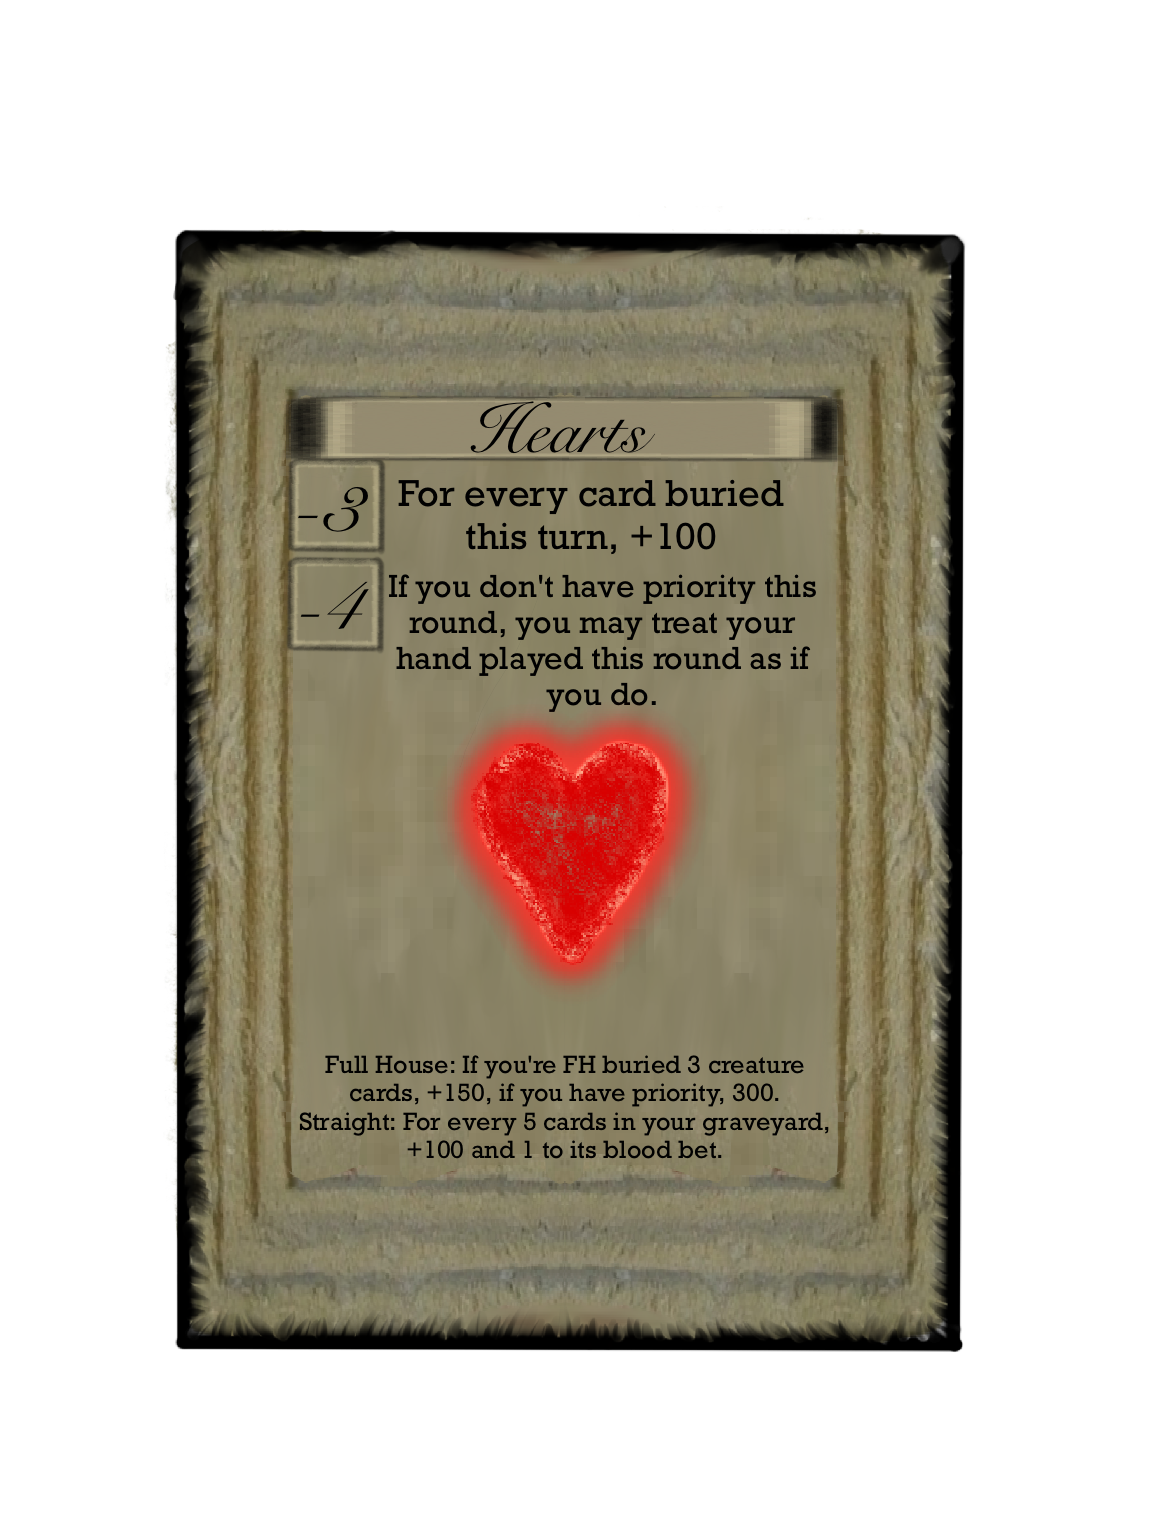 Hearts
-3
For every card buried
this turn, +100
-4
If you don't have priority this
round, you may treat your
hand played this round as if
you do.
Full House: If you're FH buried 3 creature
cards, +150, if you have priority, 300.
Straight: For every 5 cards in your graveyard,
+100 and 1 to its blood bet.